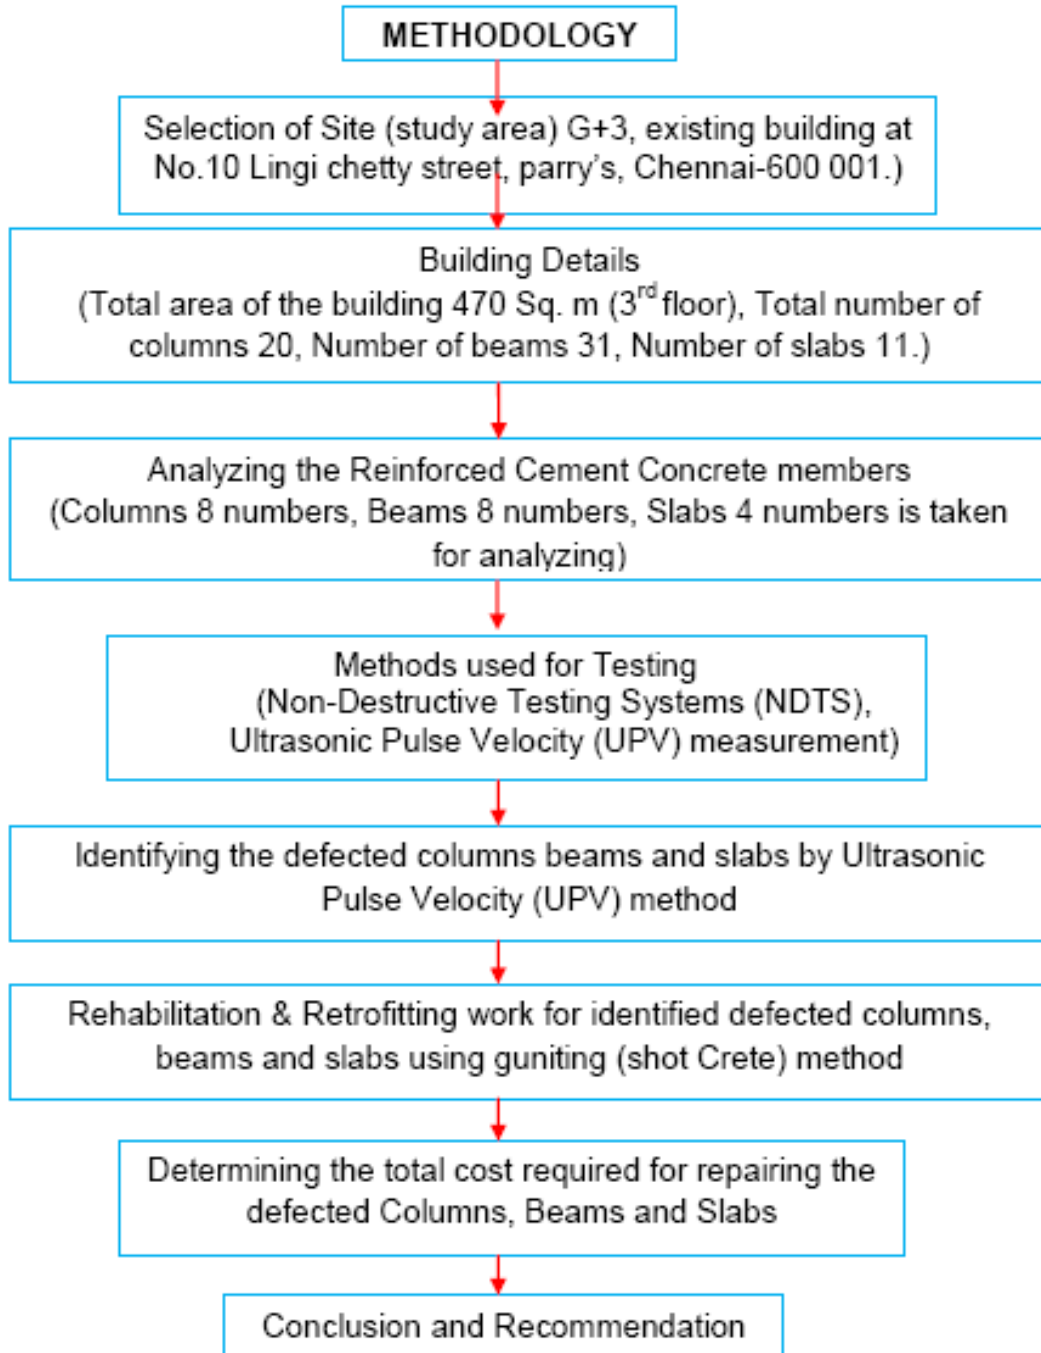 METHODOLOGY
Selection of Site (study area) G+3, existing building at
No.10 Lingi chetty street, parry's, Chennai-600 001.)
Building Details
(Total area of the building 470 Sq. m (3rd floor), Total number of
columns 20, Number of beams 31, Number of slabs 11.)
Analyzing the Reinforced Cement Concrete members
(Columns 8 numbers, Beams 8 numbers, Slabs 4 numbers is taken
for analyzing)
Methods used for Testing
(Non-Destructive Testing Systems (NDTS),
Ultrasonic Pulse Velocity (UPV) measurement)
Identifying the defected columns beams and slabs by Ultrasonic
Pulse Velocity (UPV) method
Rehabilitation & Retrofitting work for identified defected columns,
beams and slabs using guniting (shot Crete) method
Determining the total cost required for repairing the
defected Columns, Beams and Slabs
Conclusion and Recommendation